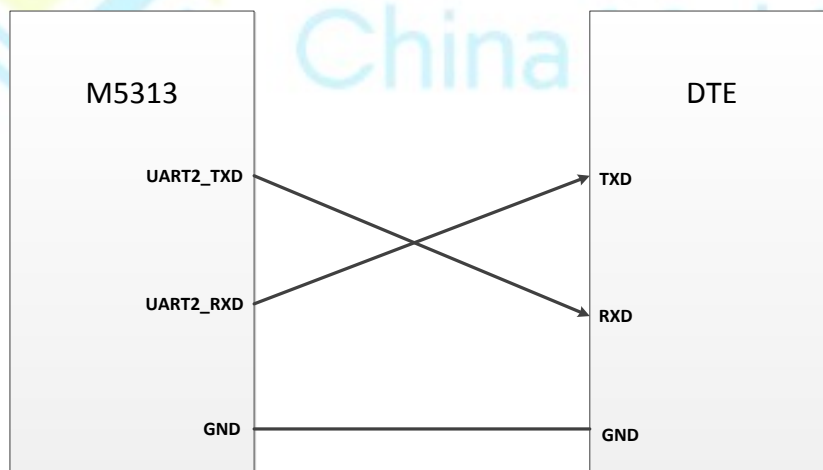 China
M5313
DTE
UART2_TXD
TXD
UART2_RXD
RXD
GND
GND